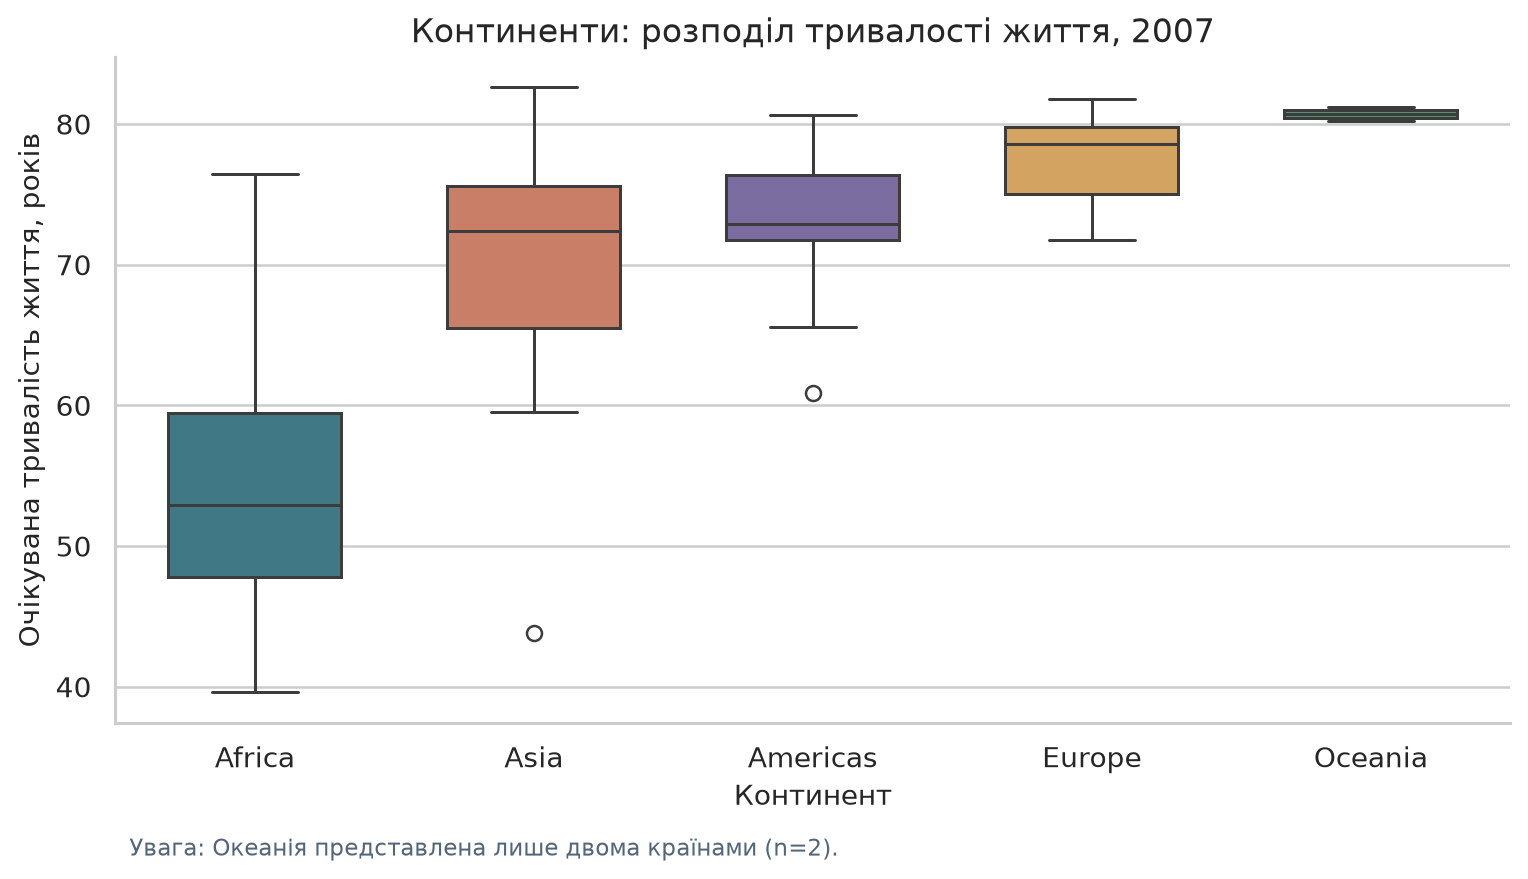 Континенти: розподіл тривалості життя, 2007
Очікувана тривалість життя, років
80
70
60
50
40
Africa
Asia
Americas
Europe
Oceania
Континент
Увага: Океанія представлена лише двома країнами (n=2).